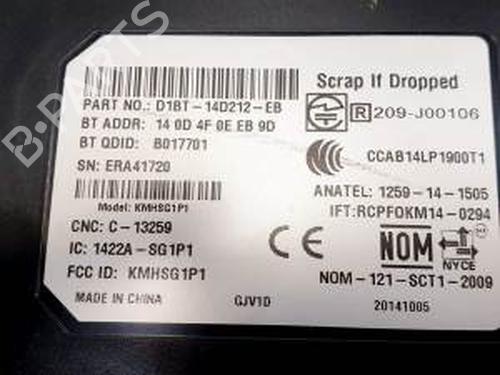 B-PARTS
Scrap If Dropped
PART NO.: D1BT-14D212-EB
R 209-J00106
BT ADDR: 14 0D 4F 0E EB 9D
BT QDID: B017701
CCAB14LP1900T1
SN: ERA41720
ANATEL: 1259-14-1505
Model: KMHSG1P1
IFT:RCPFOKM14-0294
CNC: C-13259
IC: 1422A-SG1P1
CE
NOM
NYCE
FCC ID: KMHSG1P1
NOM-121-SCT1-2009
MADE IN CHINA
GJV1D
20141005